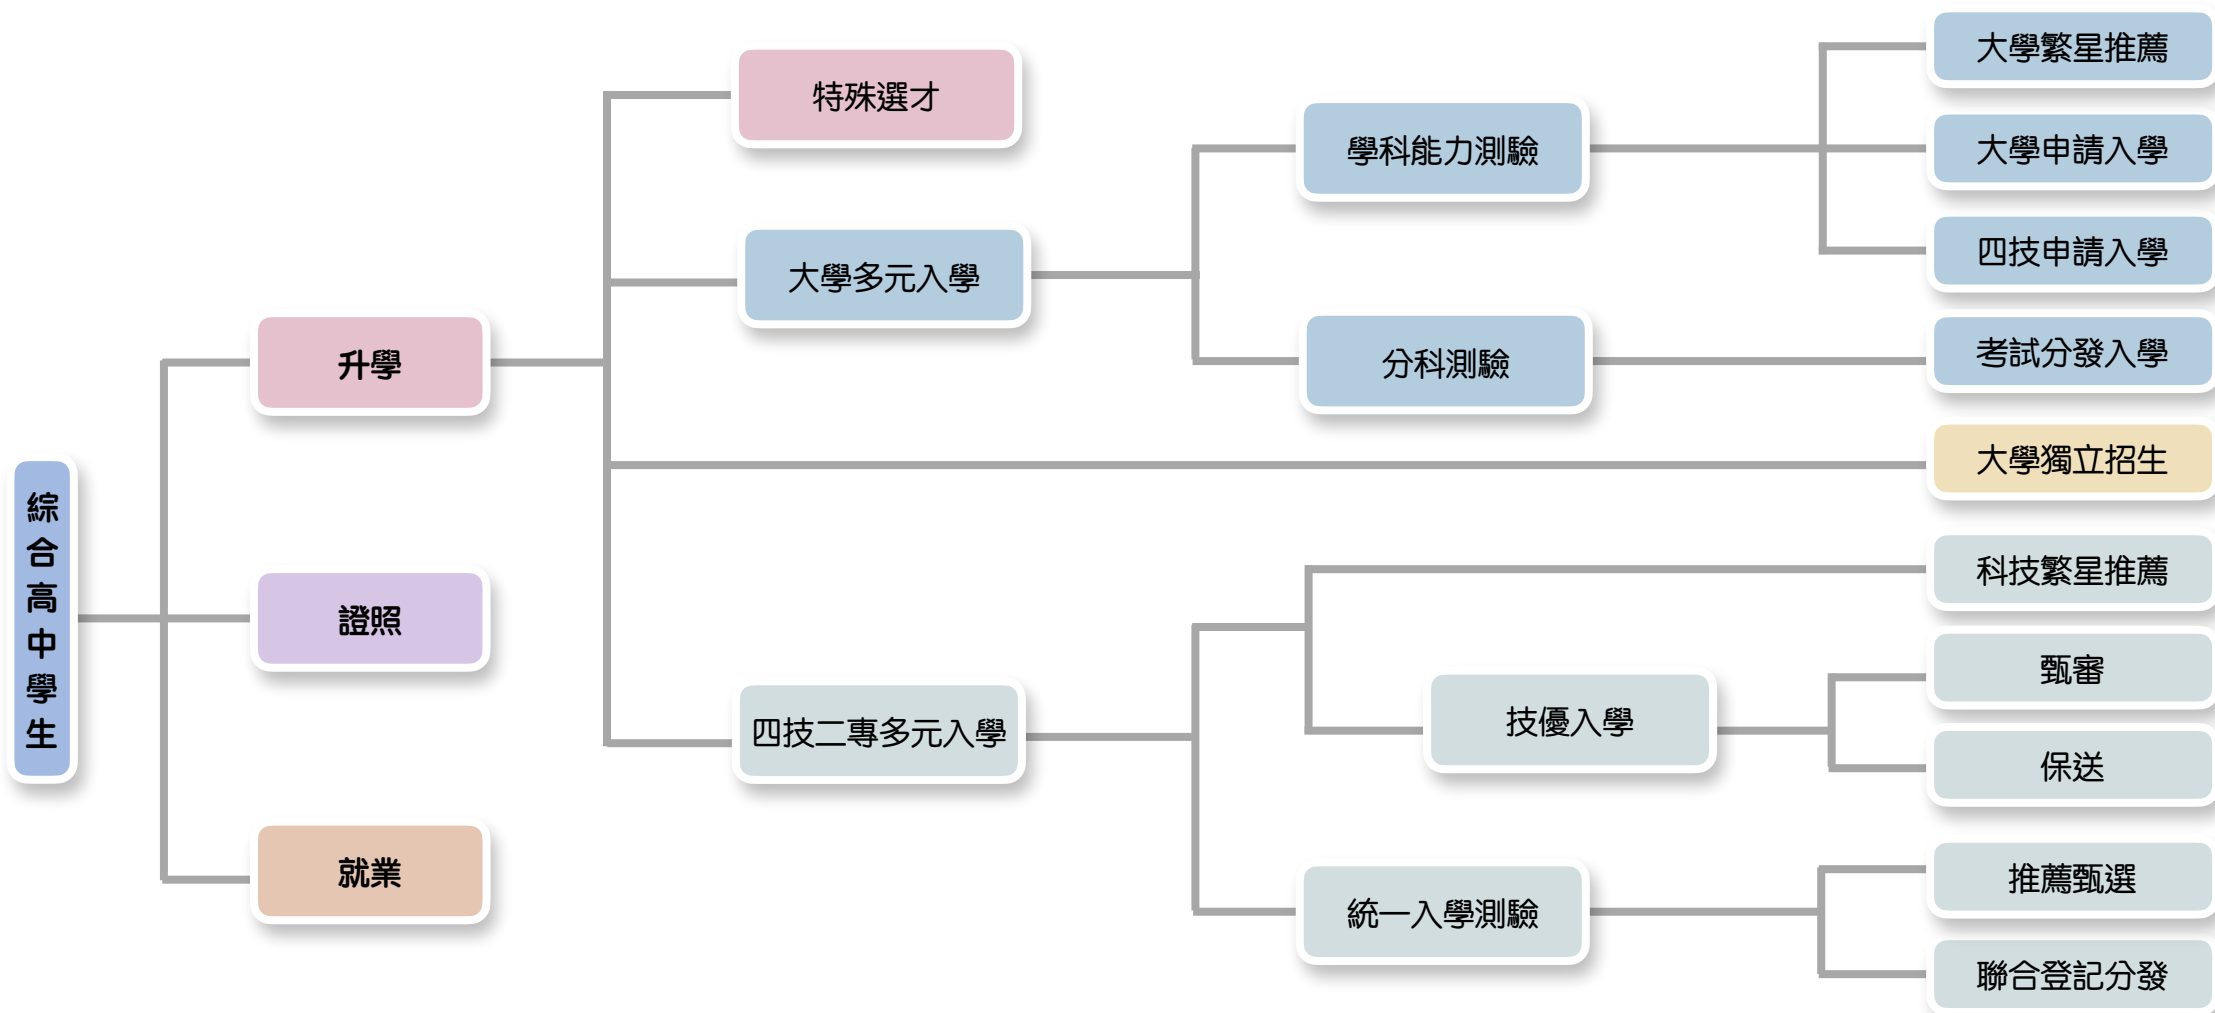 綜合高中學生
升學
證照
就業
特殊選才
大學多元入學
四技二專多元入學
學科能力測驗
分科測驗
技優入學
統一入學測驗
大學繁星推薦
大學申請入學
四技申請入學
考試分發入學
大學獨立招生
科技繁星推薦
甄審
保送
推薦甄選
聯合登記分發